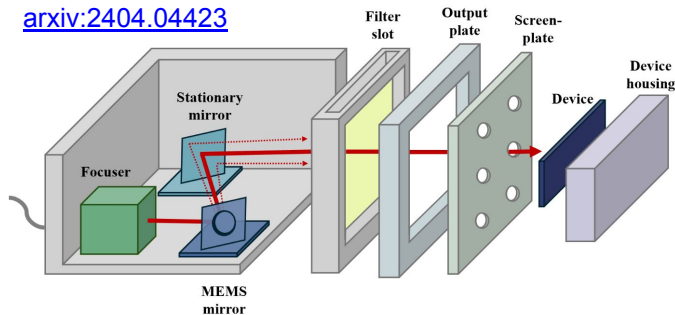 arxiv:2404.04423
Filter
slot
Output
plate
Screen-
plate
Device
housing
Device
Stationary
mirror
Focuser
MEMS
mirror